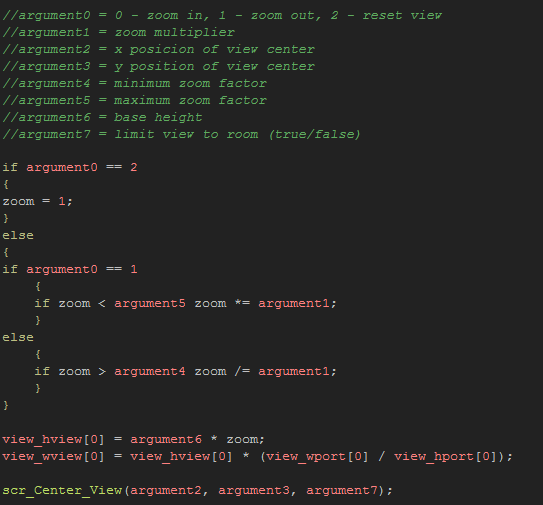 //argument0 = 0 - zoom in, 1 - zoom out, 2 - reset view
//argument1 = zoom multiplier
//argument2 = x posicion of view center
//argument3 = y position of view center
//argument4 = minimum zoom factor
//argument5 = maximum zoom factor
//argument6 = base height
//argument7 = limit view to room (true/false)
if argument0 == 2
{
zoom = 1;
}
else
{
if argument0 == 1
{
if zoom < argument5 zoom *= argument1;
}
else
{
if zoom > argument4 zoom /= argument1;
}
}
view_hview[0] = argument6 * zoom;
view_wview[0] = view_hview[0] * (view_wport[0] / view_hport[0]);
scr_Center_View(argument2, argument3, argument7);